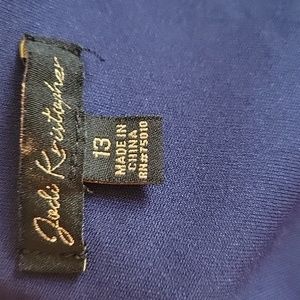 Jodi Kristopher
13
MADE IN
CHINA
RN#75010